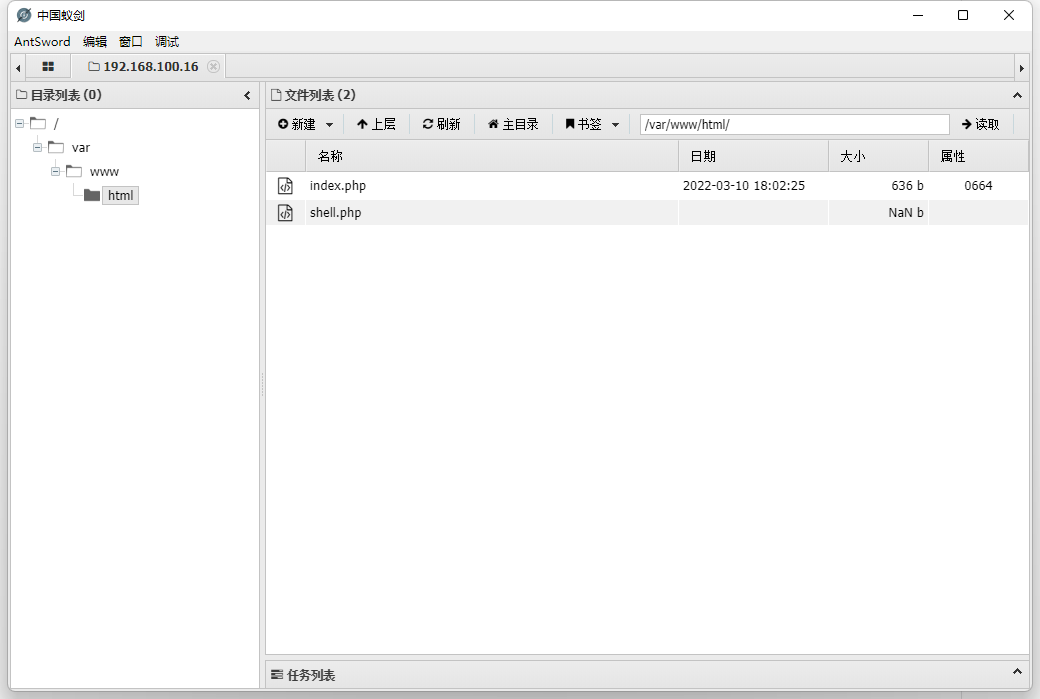 中国蚁剑
AntSword 编辑 窗口 调试
192.168.100.16
目录列表 (0)
文件列表 (2)
新建 上层 刷新 主目录 书签 /var/www/html/ 读取
名称 日期 大小 属性
/
var
www
html
index.php 2022-03-10 18:02:25 636 b 0664
shell.php NaN b
任务列表